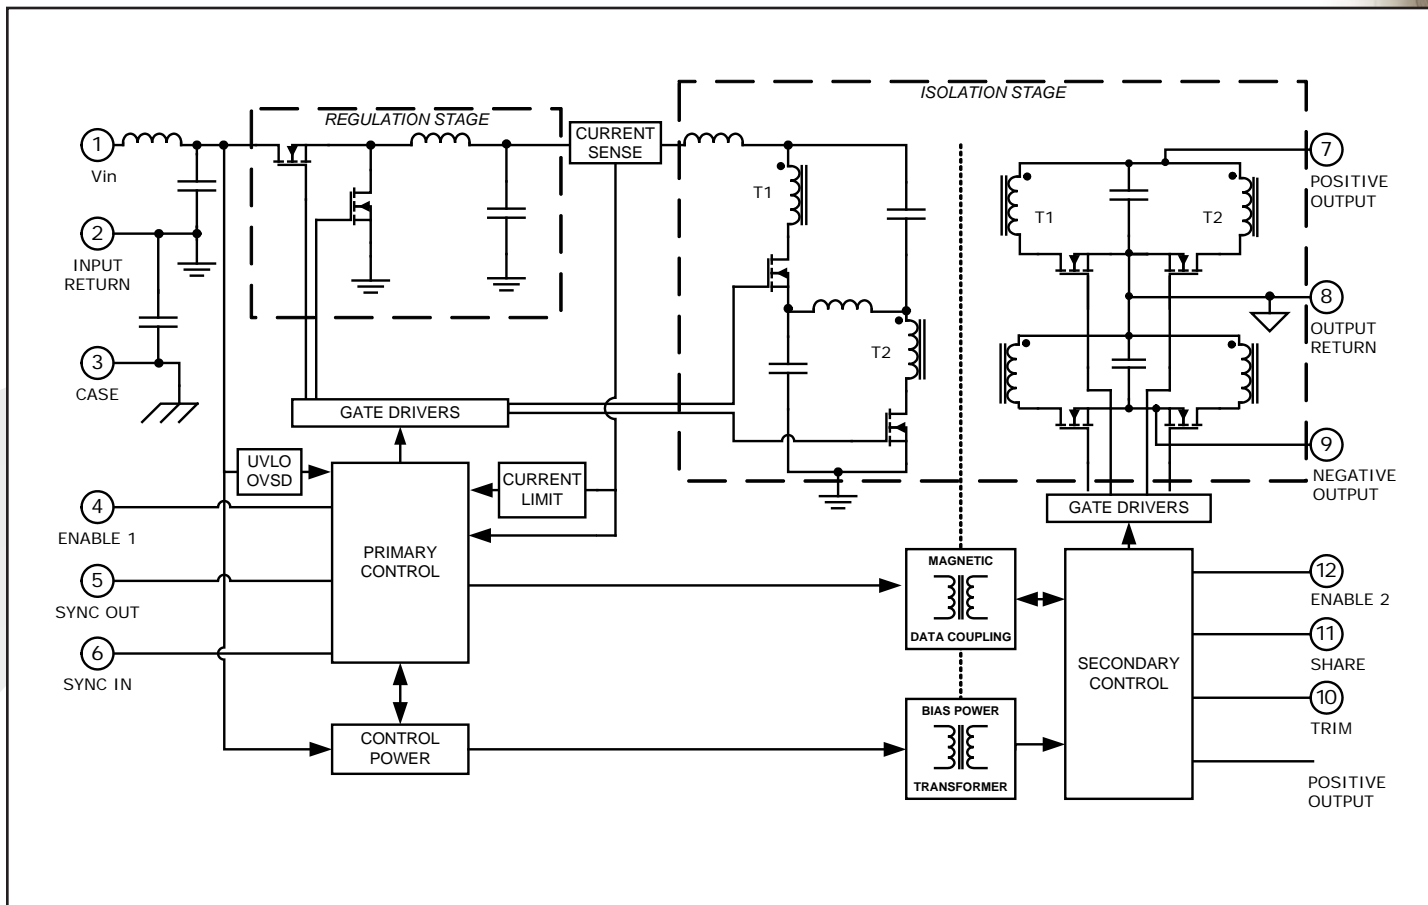 REGULATION STAGE
ISOLATION STAGE
1
Vin
CURRENT
SENSE
7
POSITIVE
OUTPUT
T1
T1
T2
2
INPUT
RETURN
8
OUTPUT
RETURN
3
CASE
T2
GATE DRIVERS
9
NEGATIVE
OUTPUT
UVLO
OVSD
CURRENT
LIMIT
4
ENABLE 1
GATE DRIVERS
PRIMARY
CONTROL
5
SYNC OUT
MAGNETIC
DATA COUPLING
12
ENABLE 2
6
SYNC IN
11
SHARE
SECONDARY
CONTROL
10
TRIM
CONTROL
POWER
BIAS POWER
TRANSFORMER
POSITIVE
OUTPUT